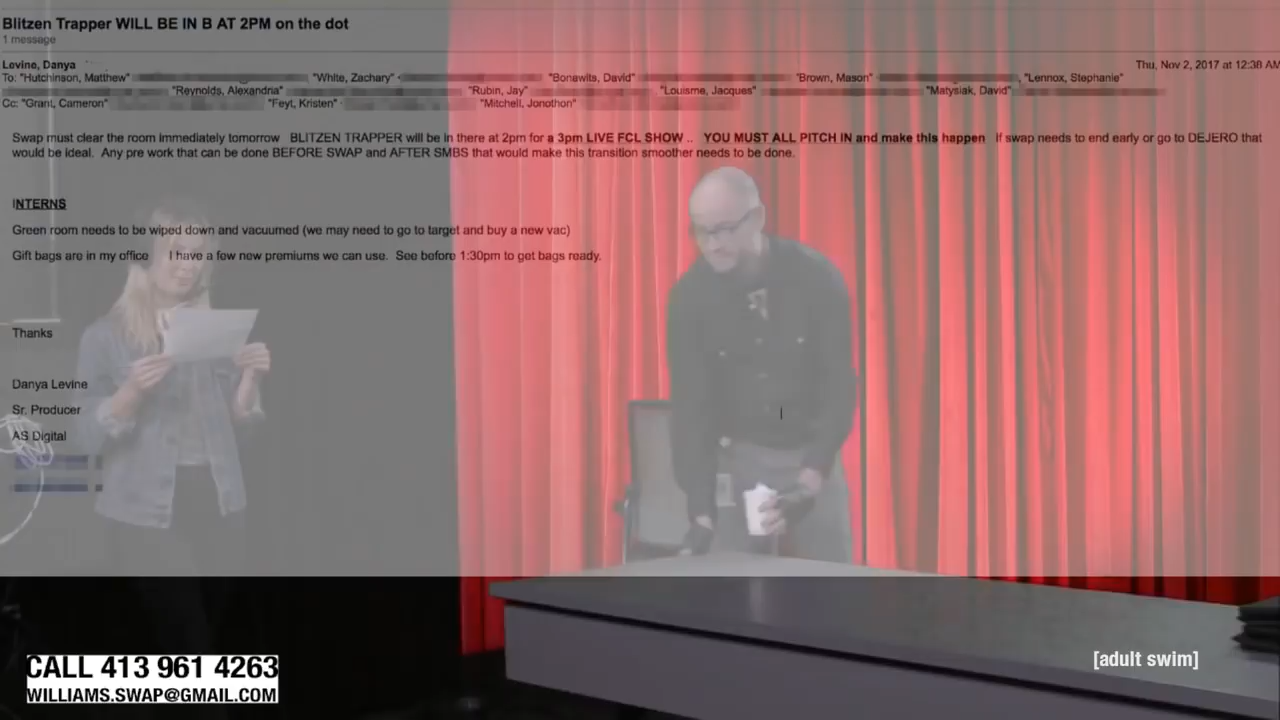 Blitzen Trapper WILL BE IN B AT 2PM on the dot
1 message
Levine, Danya
Thu, Nov 2, 2017 at 12:38 AM
To: "Hutchinson, Matthew" "White, Zachary" "Bonawits, David" "Brown, Mason" , "Lennox, Stephanie"
"Reynolds, Alexandria" "Rubin, Jay" "Louisme, Jacques" "Matysiak, David"
Cc: "Grant, Cameron" "Feyt, Kristen" "Mitchell, Jonothon"
Swap must clear the room immediately tomorrow BLITZEN TRAPPER will be in there at 2pm for a 3pm LIVE FCL SHOW .. YOU MUST ALL PITCH IN and make this happen If swap needs to end early or go to DEJERO that
would be ideal. Any pre work that can be done BEFORE SWAP and AFTER SMBS that would make this transition smoother needs to be done.
INTERNS
Green room needs to be wiped down and vacuumed (we may need to go to target and buy a new vac)
Gift bags are in my office I have a few new premiums we can use. See before 1:30pm to get bags ready.
Thanks
Danya Levine
Sr. Producer
AS Digital
CALL 413 961 4263
WILLIAMS.SWAP@GMAIL.COM
[adult swim]